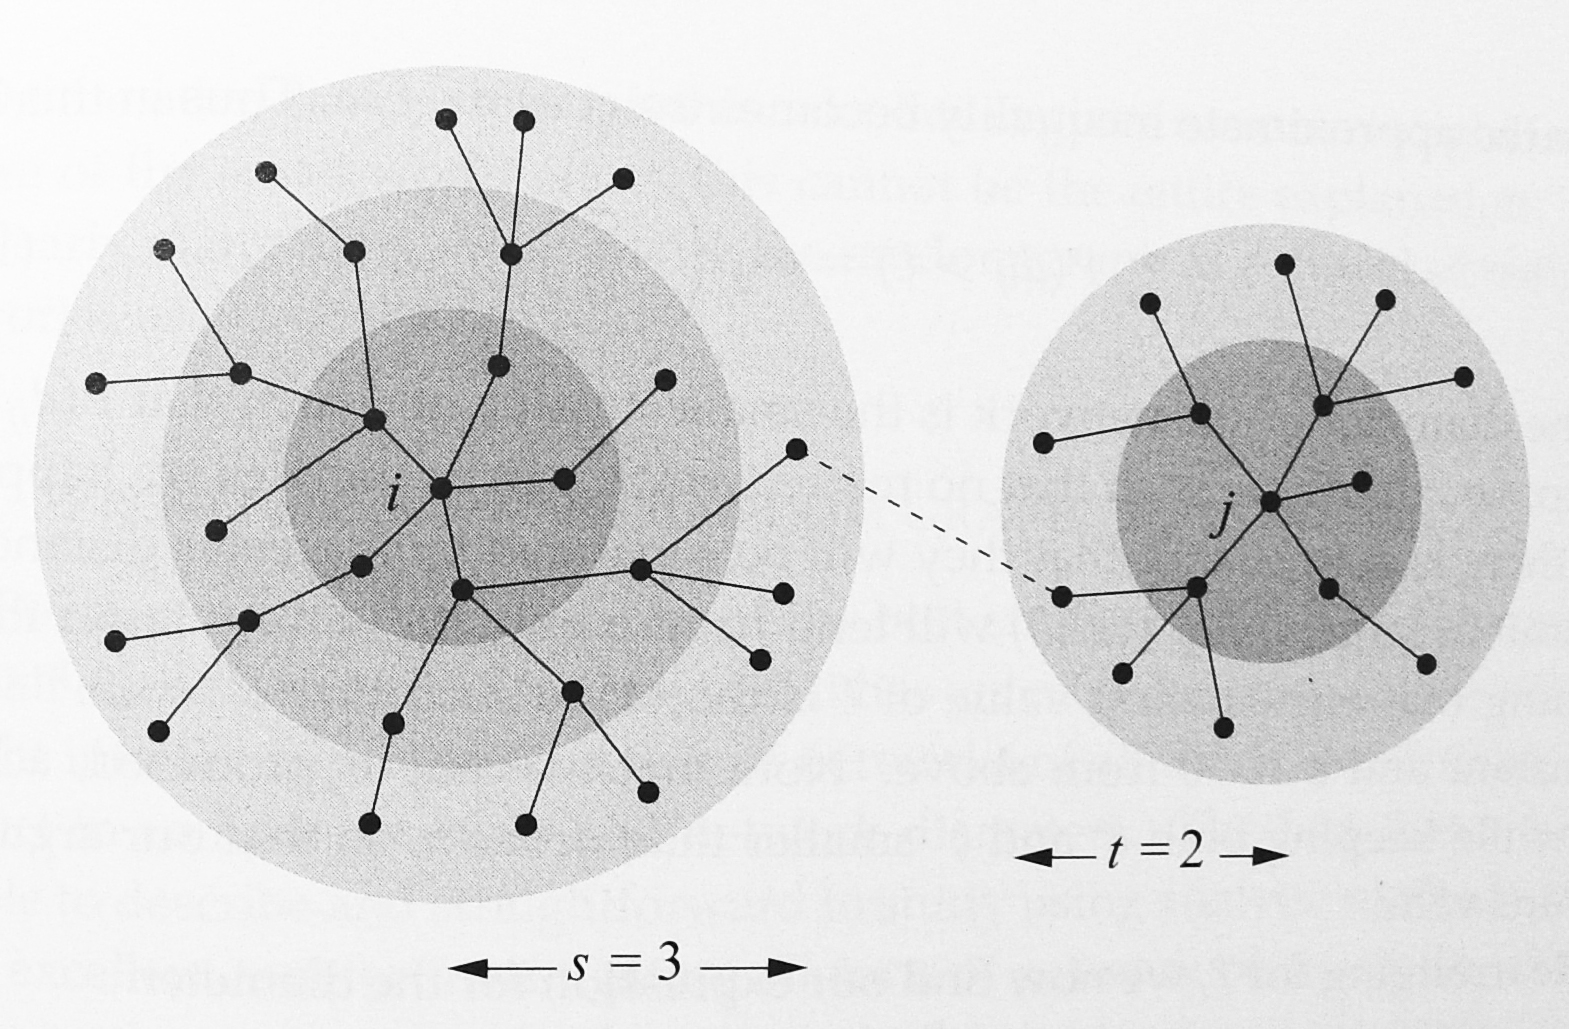 i
j
t = 2
s = 3